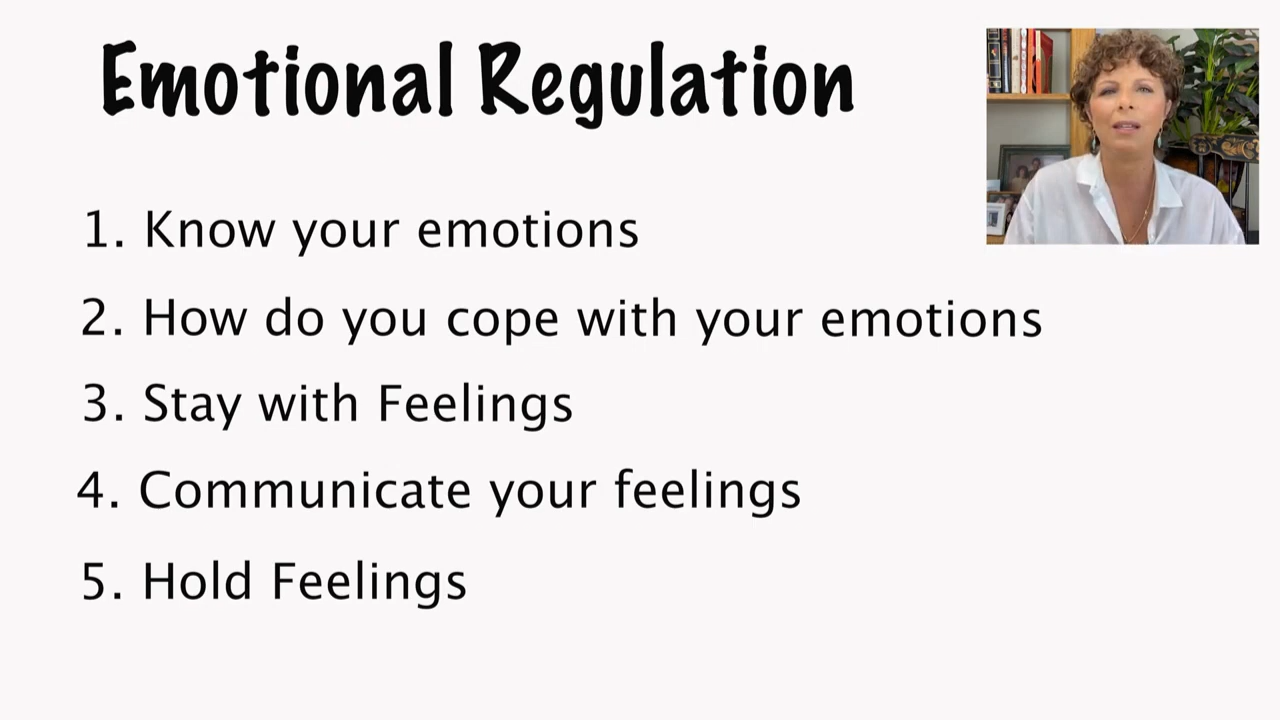 Emotional Regulation
1. Know your emotions
2. How do you cope with your emotions
3. Stay with Feelings
4. Communicate your feelings
5. Hold Feelings